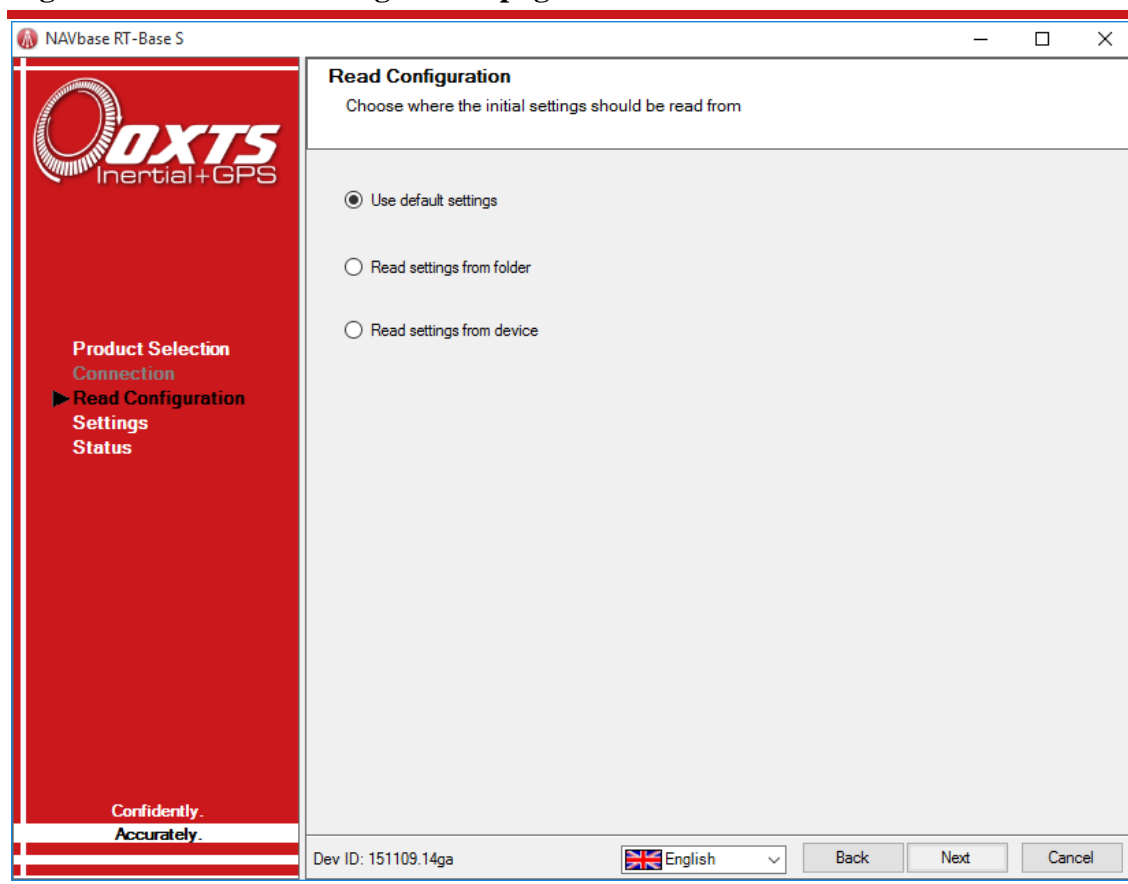 NAVbase RT-Base S
OXTS
Inertial+GPS
Read Configuration
Choose where the initial settings should be read from
Use default settings
Read settings from folder
Read settings from device
Product Selection
Connection
Read Configuration
Settings
Status
Confidently.
Accurately.
Dev ID: 151109.14ga
English
Back
Next
Cancel